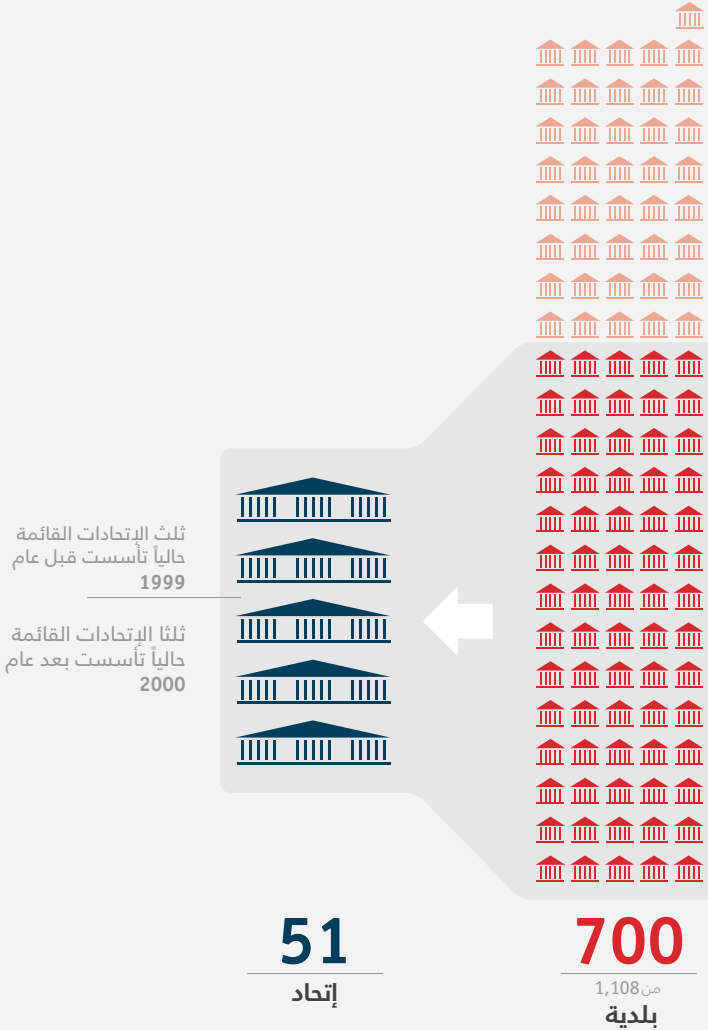 ثلث الإتحادات القائمة
حالياً تأسست قبل عام
1999
ثلثا الإتحادات القائمة
حالياً تأسست بعد عام
2000
700
من 1,108
بلدية
51
إتحاد